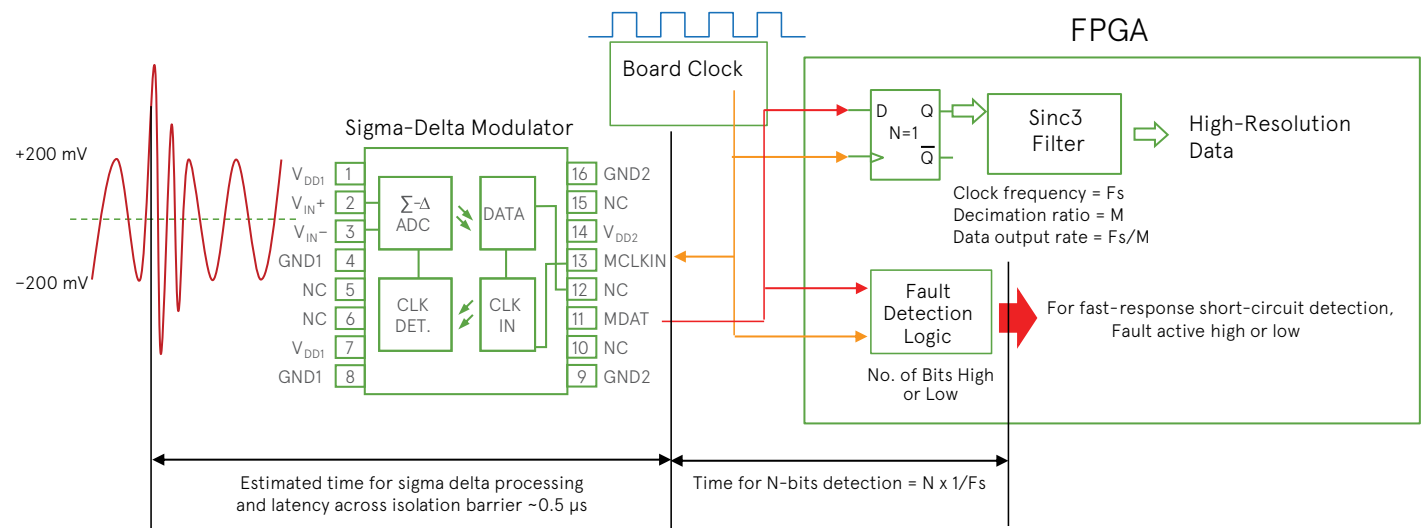 FPGA
Board Clock
+200 mV
−200 mV
Sigma-Delta Modulator
V_DD1 1
V_IN+ 2
V_IN− 3
GND1 4
NC 5
NC 6
V_DD1 7
GND1 8
∑-Δ
ADC
DATA
CLK
DET.
CLK
IN
16 GND2
15 NC
14 V_DD2
13 MCLKIN
12 NC
11 MDAT
10 NC
9 GND2
D Q
N=1
Q̅
Sinc3
Filter
High-Resolution
Data
Clock frequency = Fs
Decimation ratio = M
Data output rate = Fs/M
Fault
Detection
Logic
No. of Bits High
or Low
For fast-response short-circuit detection,
Fault active high or low
Estimated time for sigma delta processing
and latency across isolation barrier ~0.5 µs
Time for N-bits detection = N x 1/Fs